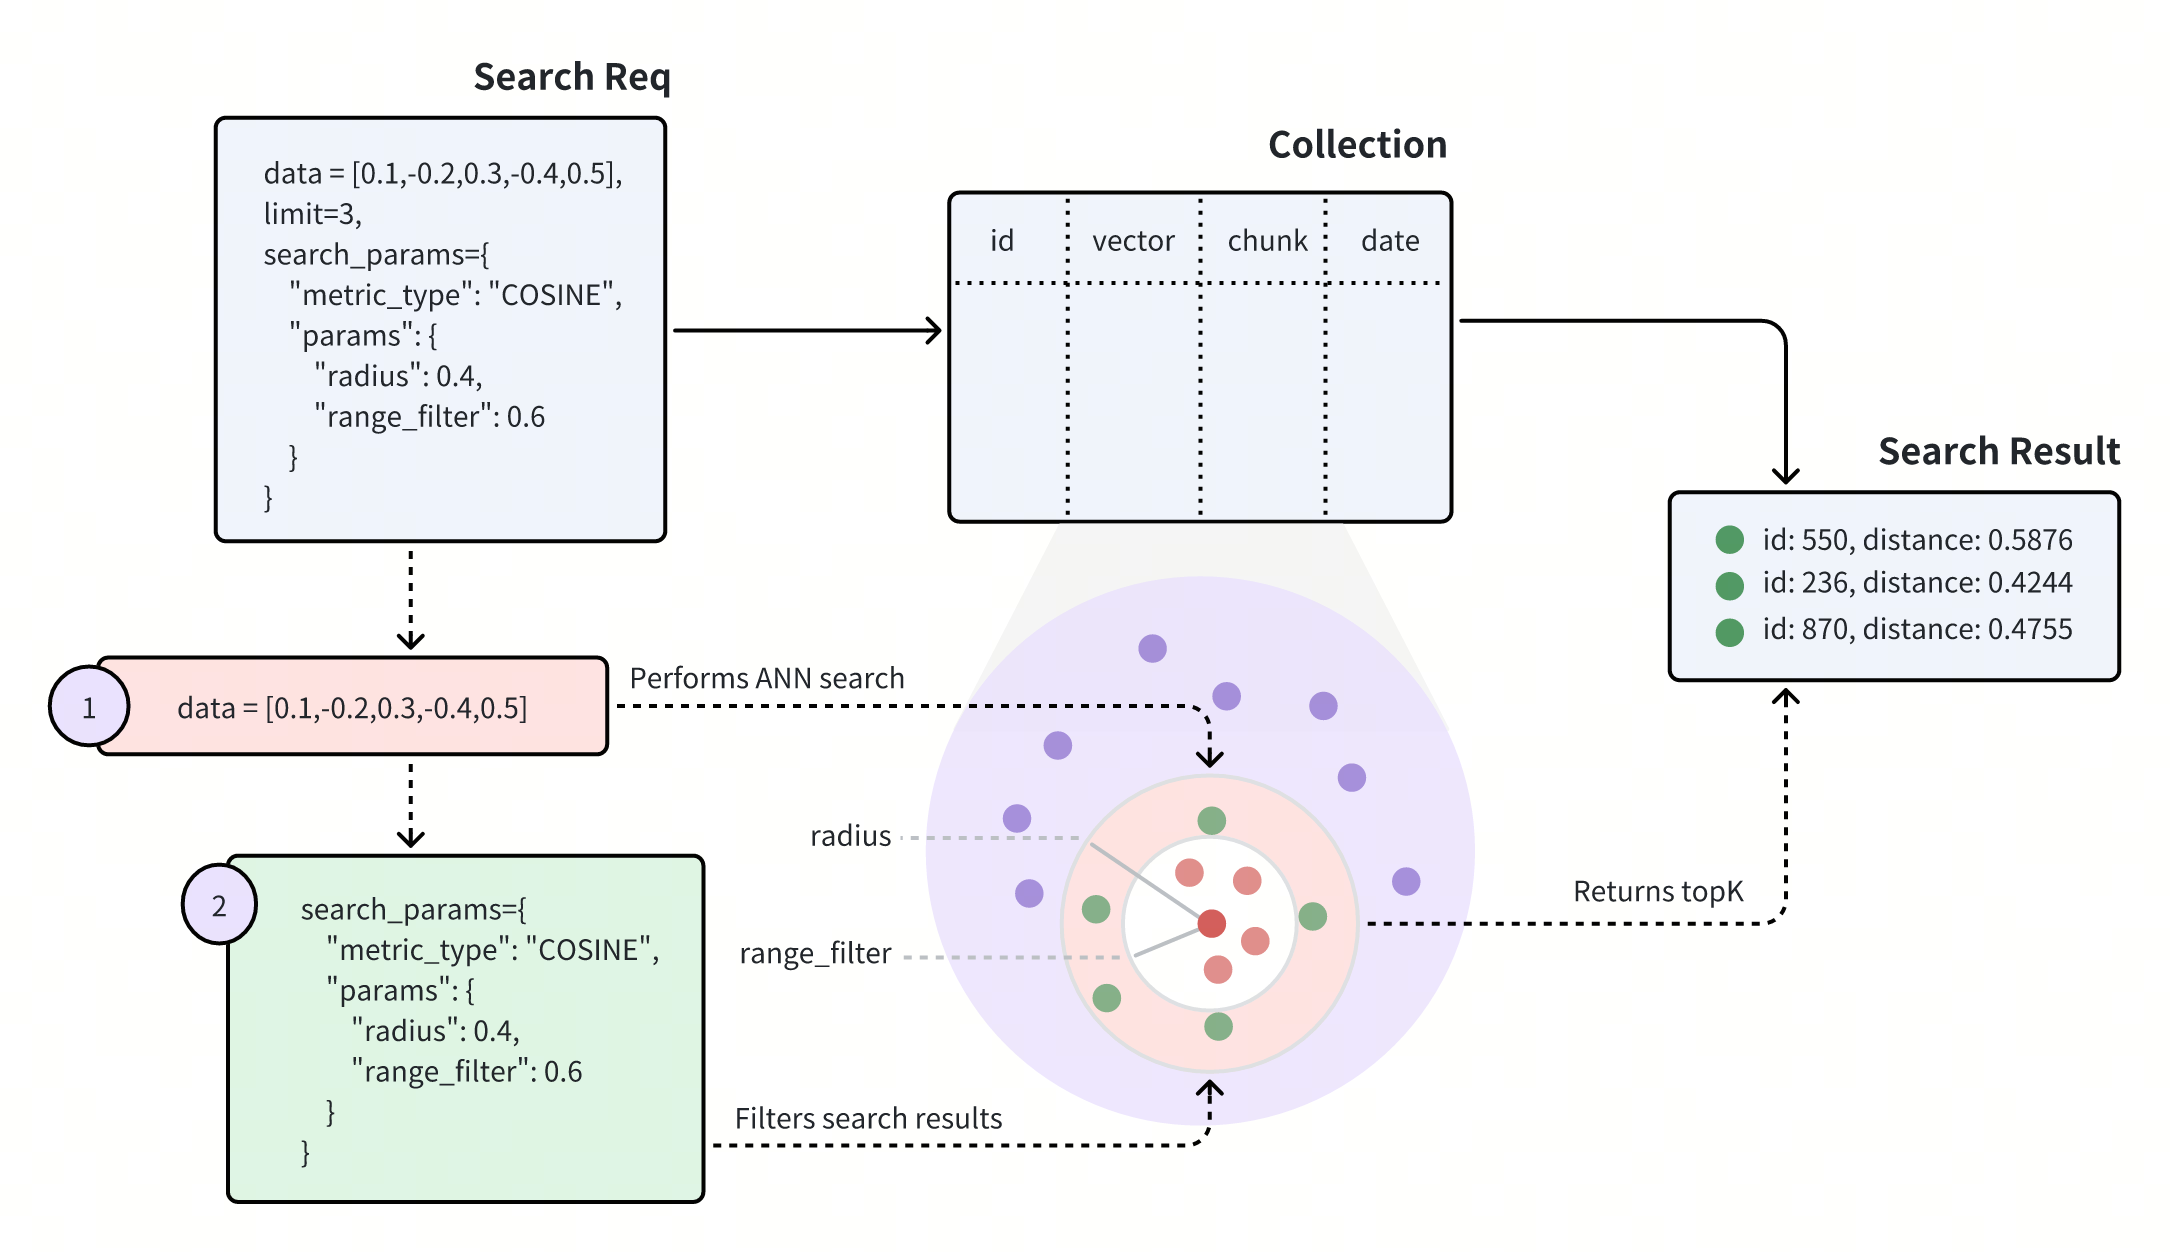 Search Req
data = [0.1,-0.2,0.3,-0.4,0.5],
limit=3,
search_params={
"metric_type": "COSINE",
"params": {
"radius": 0.4,
"range_filter": 0.6
}
}
Collection
id vector chunk date
Search Result
id: 550, distance: 0.5876
id: 236, distance: 0.4244
id: 870, distance: 0.4755
1
data = [0.1,-0.2,0.3,-0.4,0.5]
Performs ANN search
radius
range_filter
Returns topK
2
search_params={
"metric_type": "COSINE",
"params": {
"radius": 0.4,
"range_filter": 0.6
}
}
Filters search results